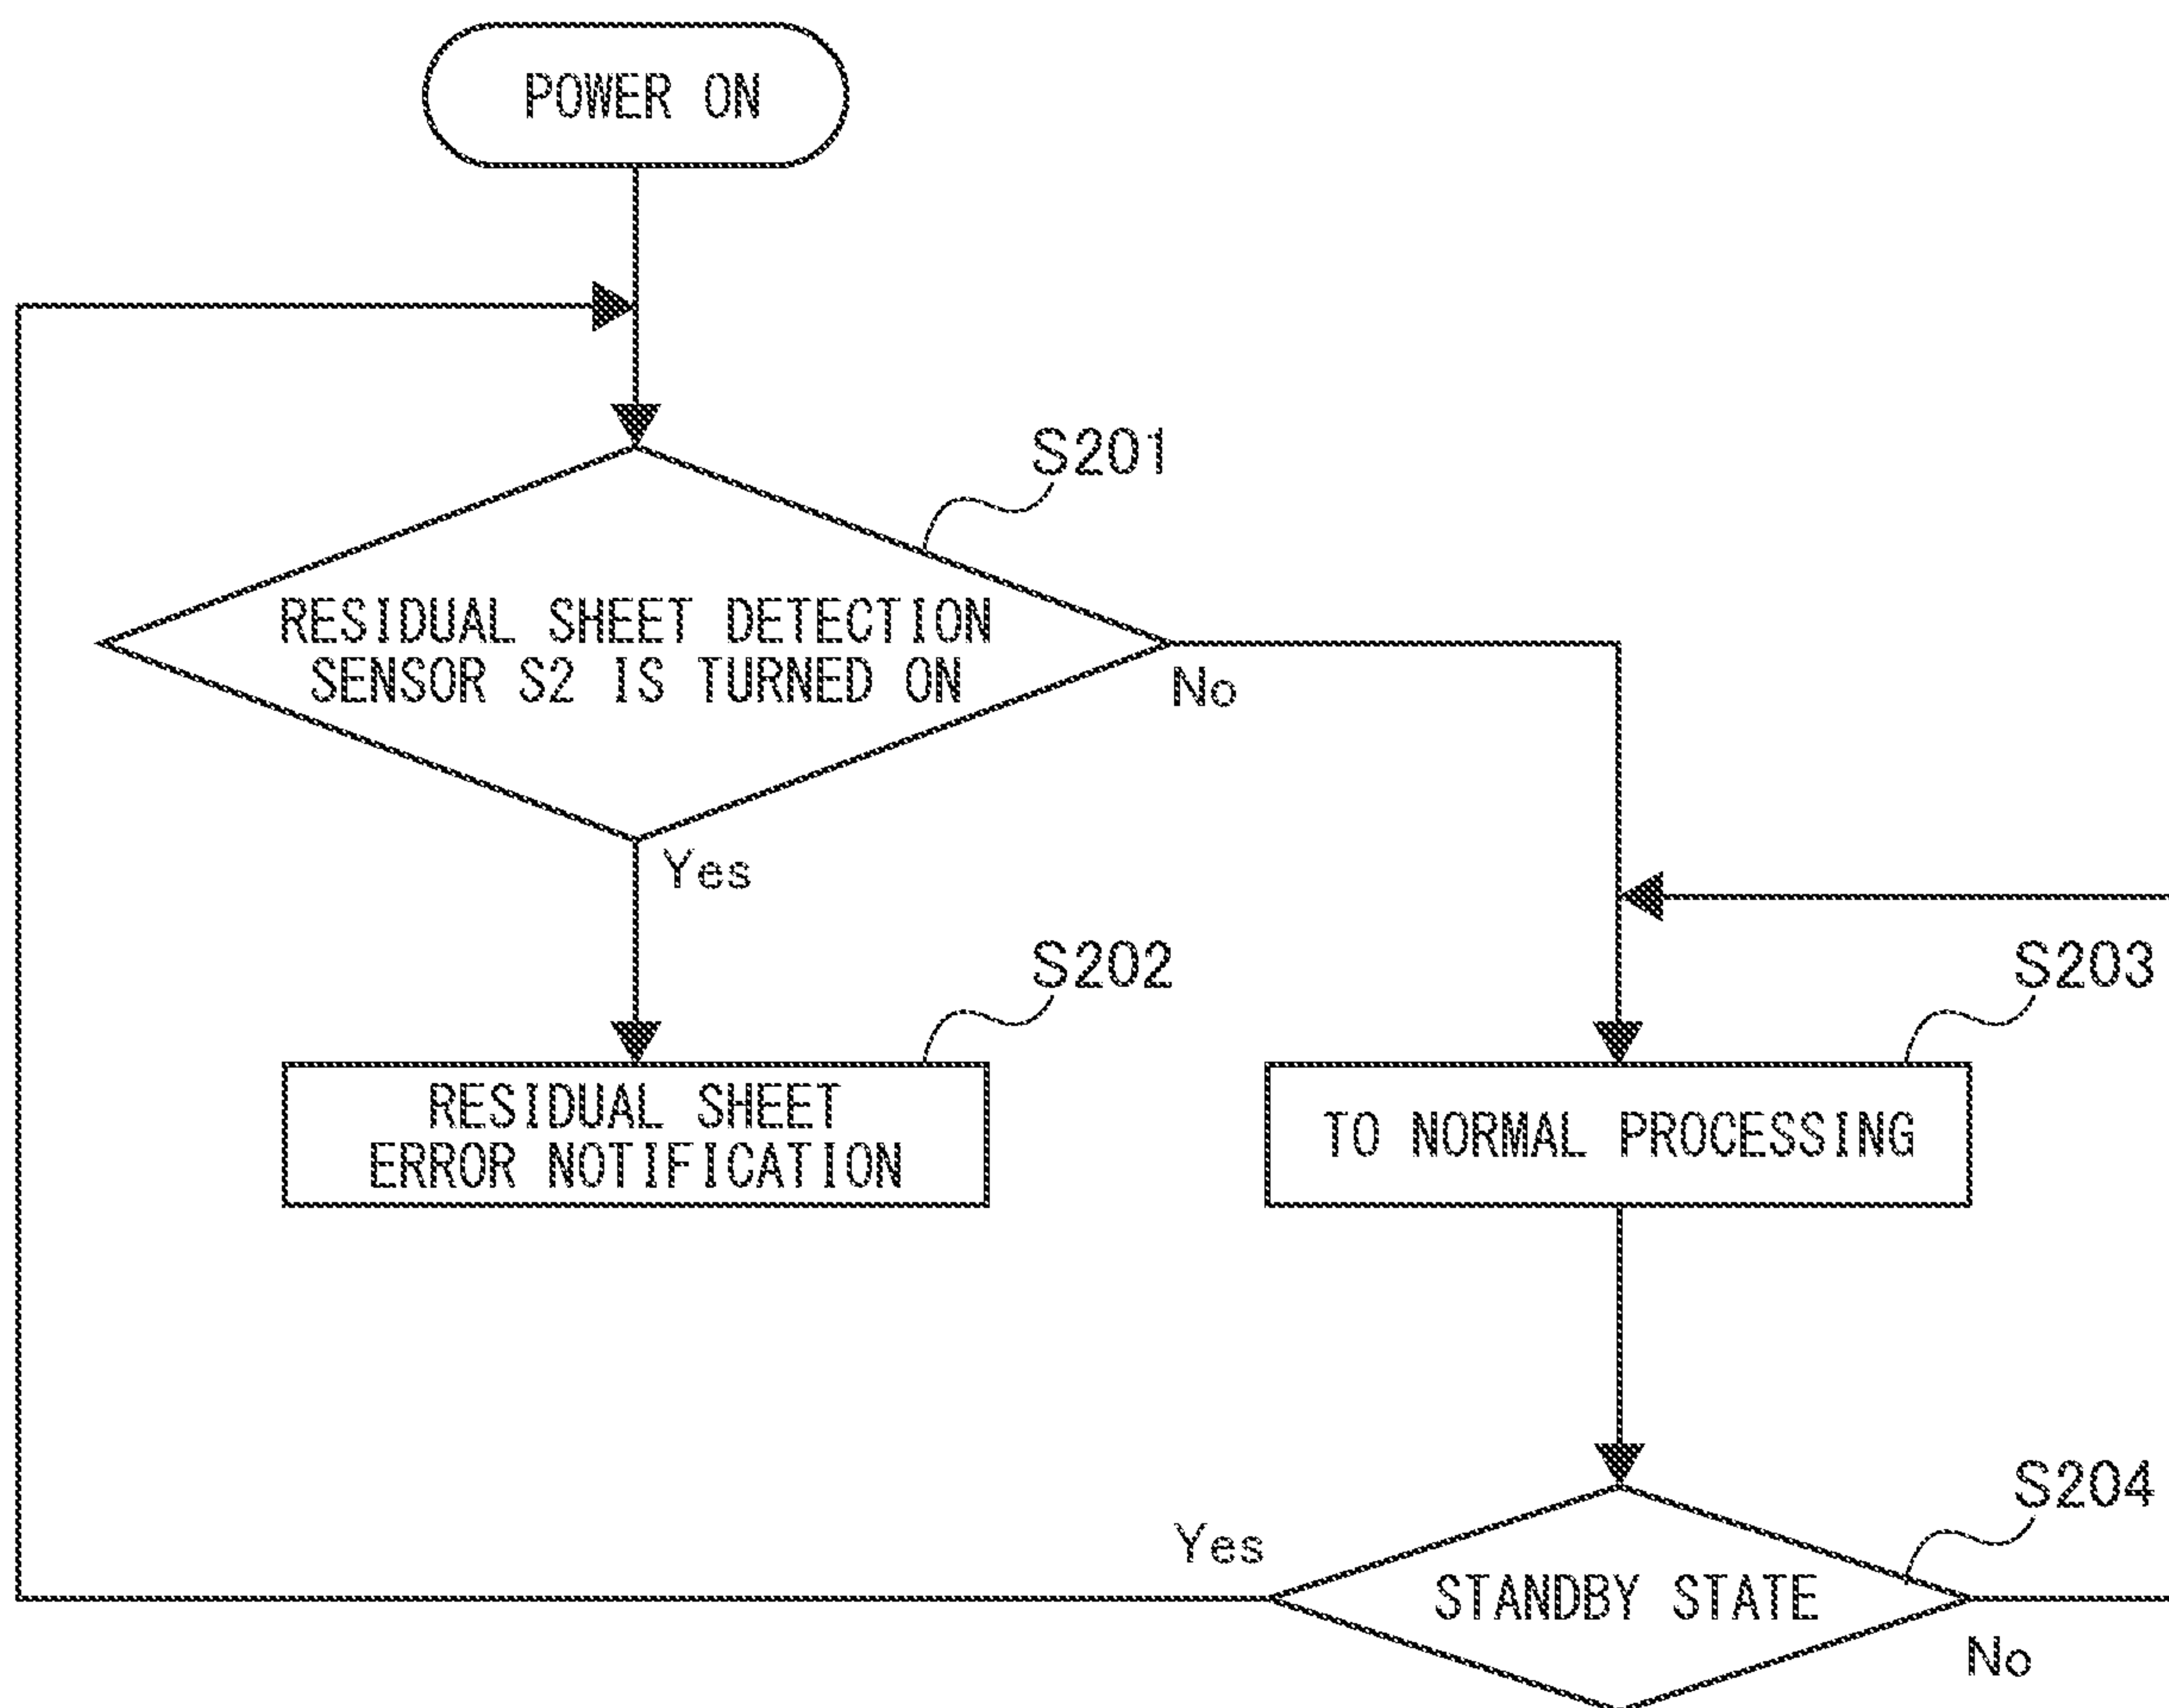 POWER ON
S201
RESIDUAL SHEET DETECTION
SENSOR S2 IS TURNED ON
No
Yes
S202
S203
RESIDUAL SHEET
ERROR NOTIFICATION
TO NORMAL PROCESSING
S204
Yes
STANDBY STATE
No